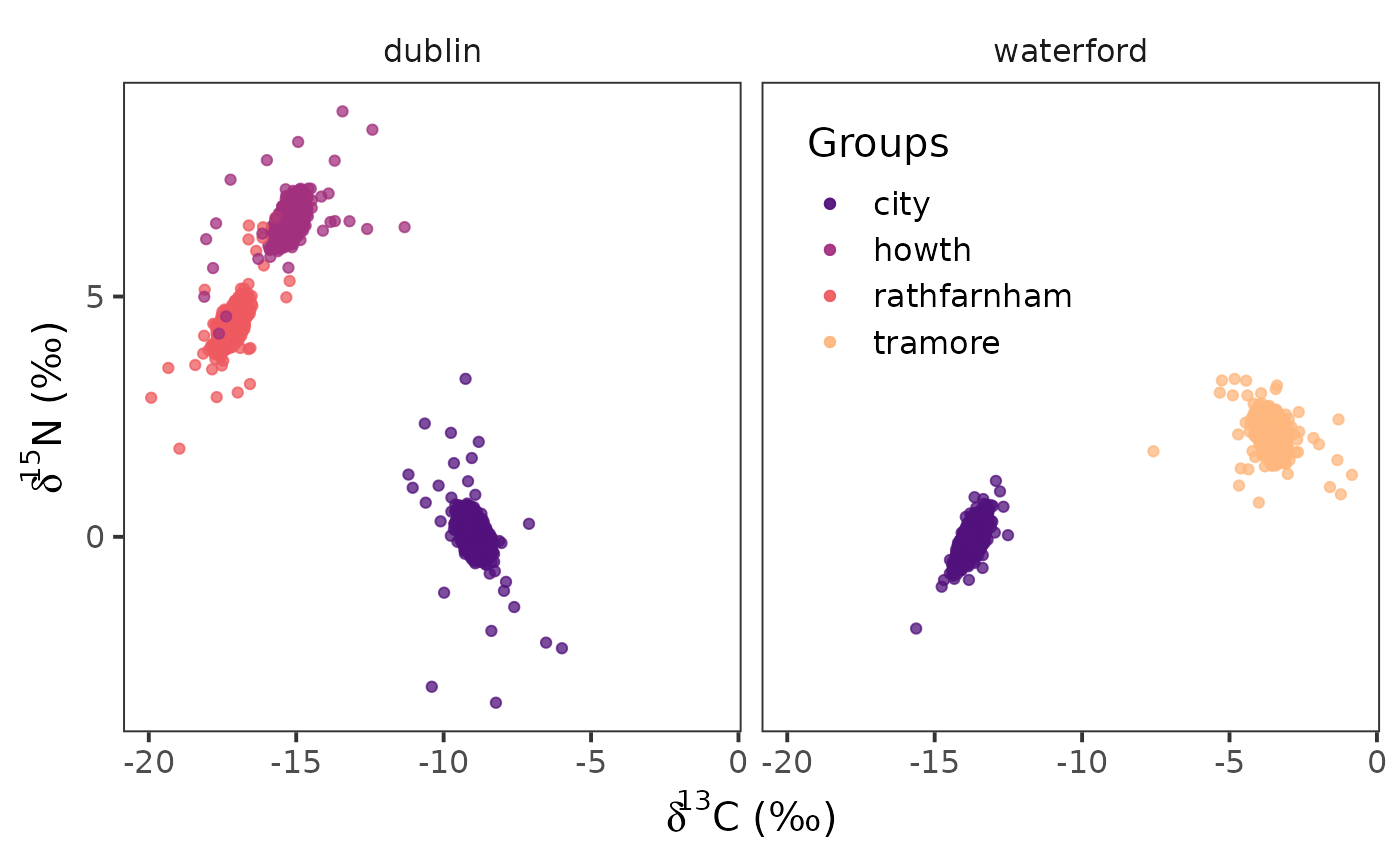 dublin
waterford
Groups
city
howth
rathfarnham
tramore
5
0
δ¹⁵N (‰)
-20 -15 -10 -5 0
-20 -15 -10 -5 0
δ¹³C (‰)